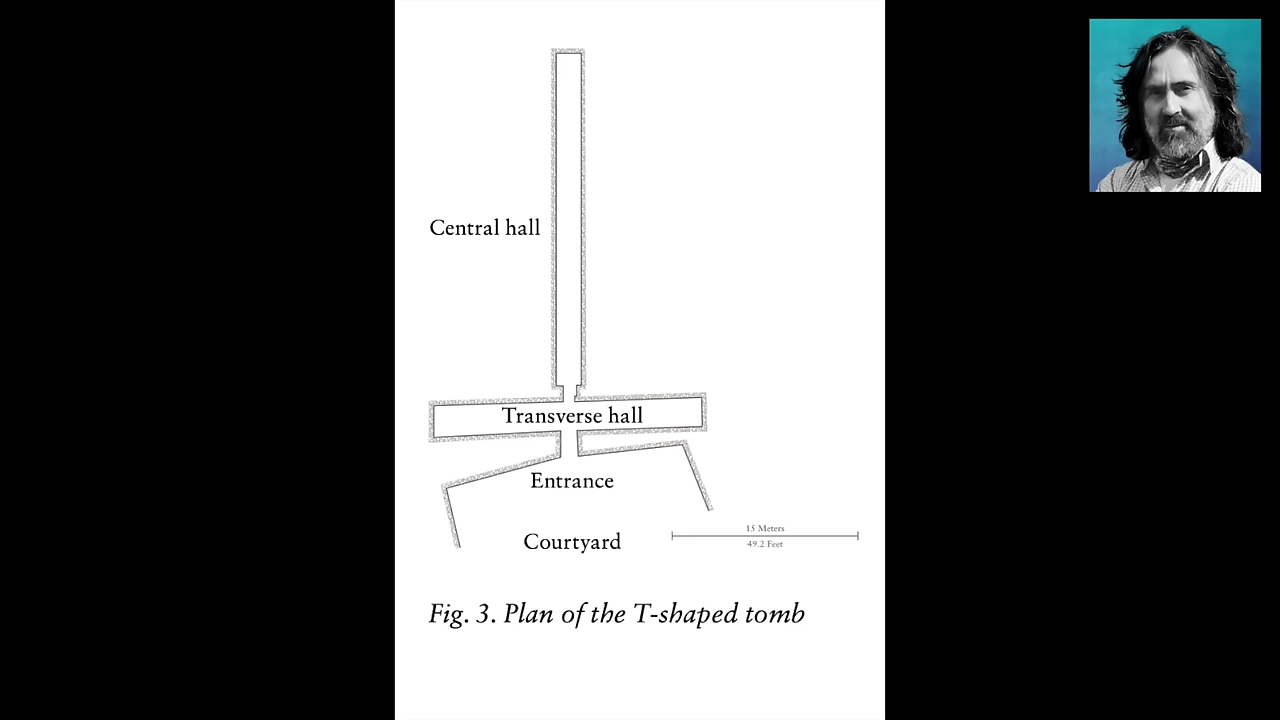 Central hall
Transverse hall
Entrance
Courtyard
15 Meters
49.2 Feet
Fig. 3. Plan of the T-shaped tomb